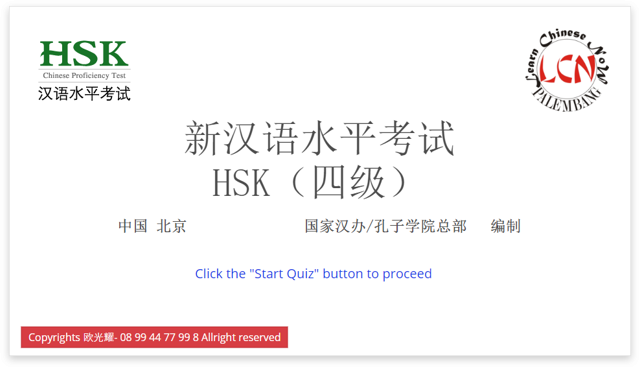 HSK
Chinese Proficiency Test
汉语水平考试
Learn Chinese NoW
LCN
PALEMBANG
新汉语水平考试
HSK（四级）
中国 北京 国家汉办/孔子学院总部 编制
Click the "Start Quiz" button to proceed
Copyrights 欧光耀- 08 99 44 77 99 8 Allright reserved